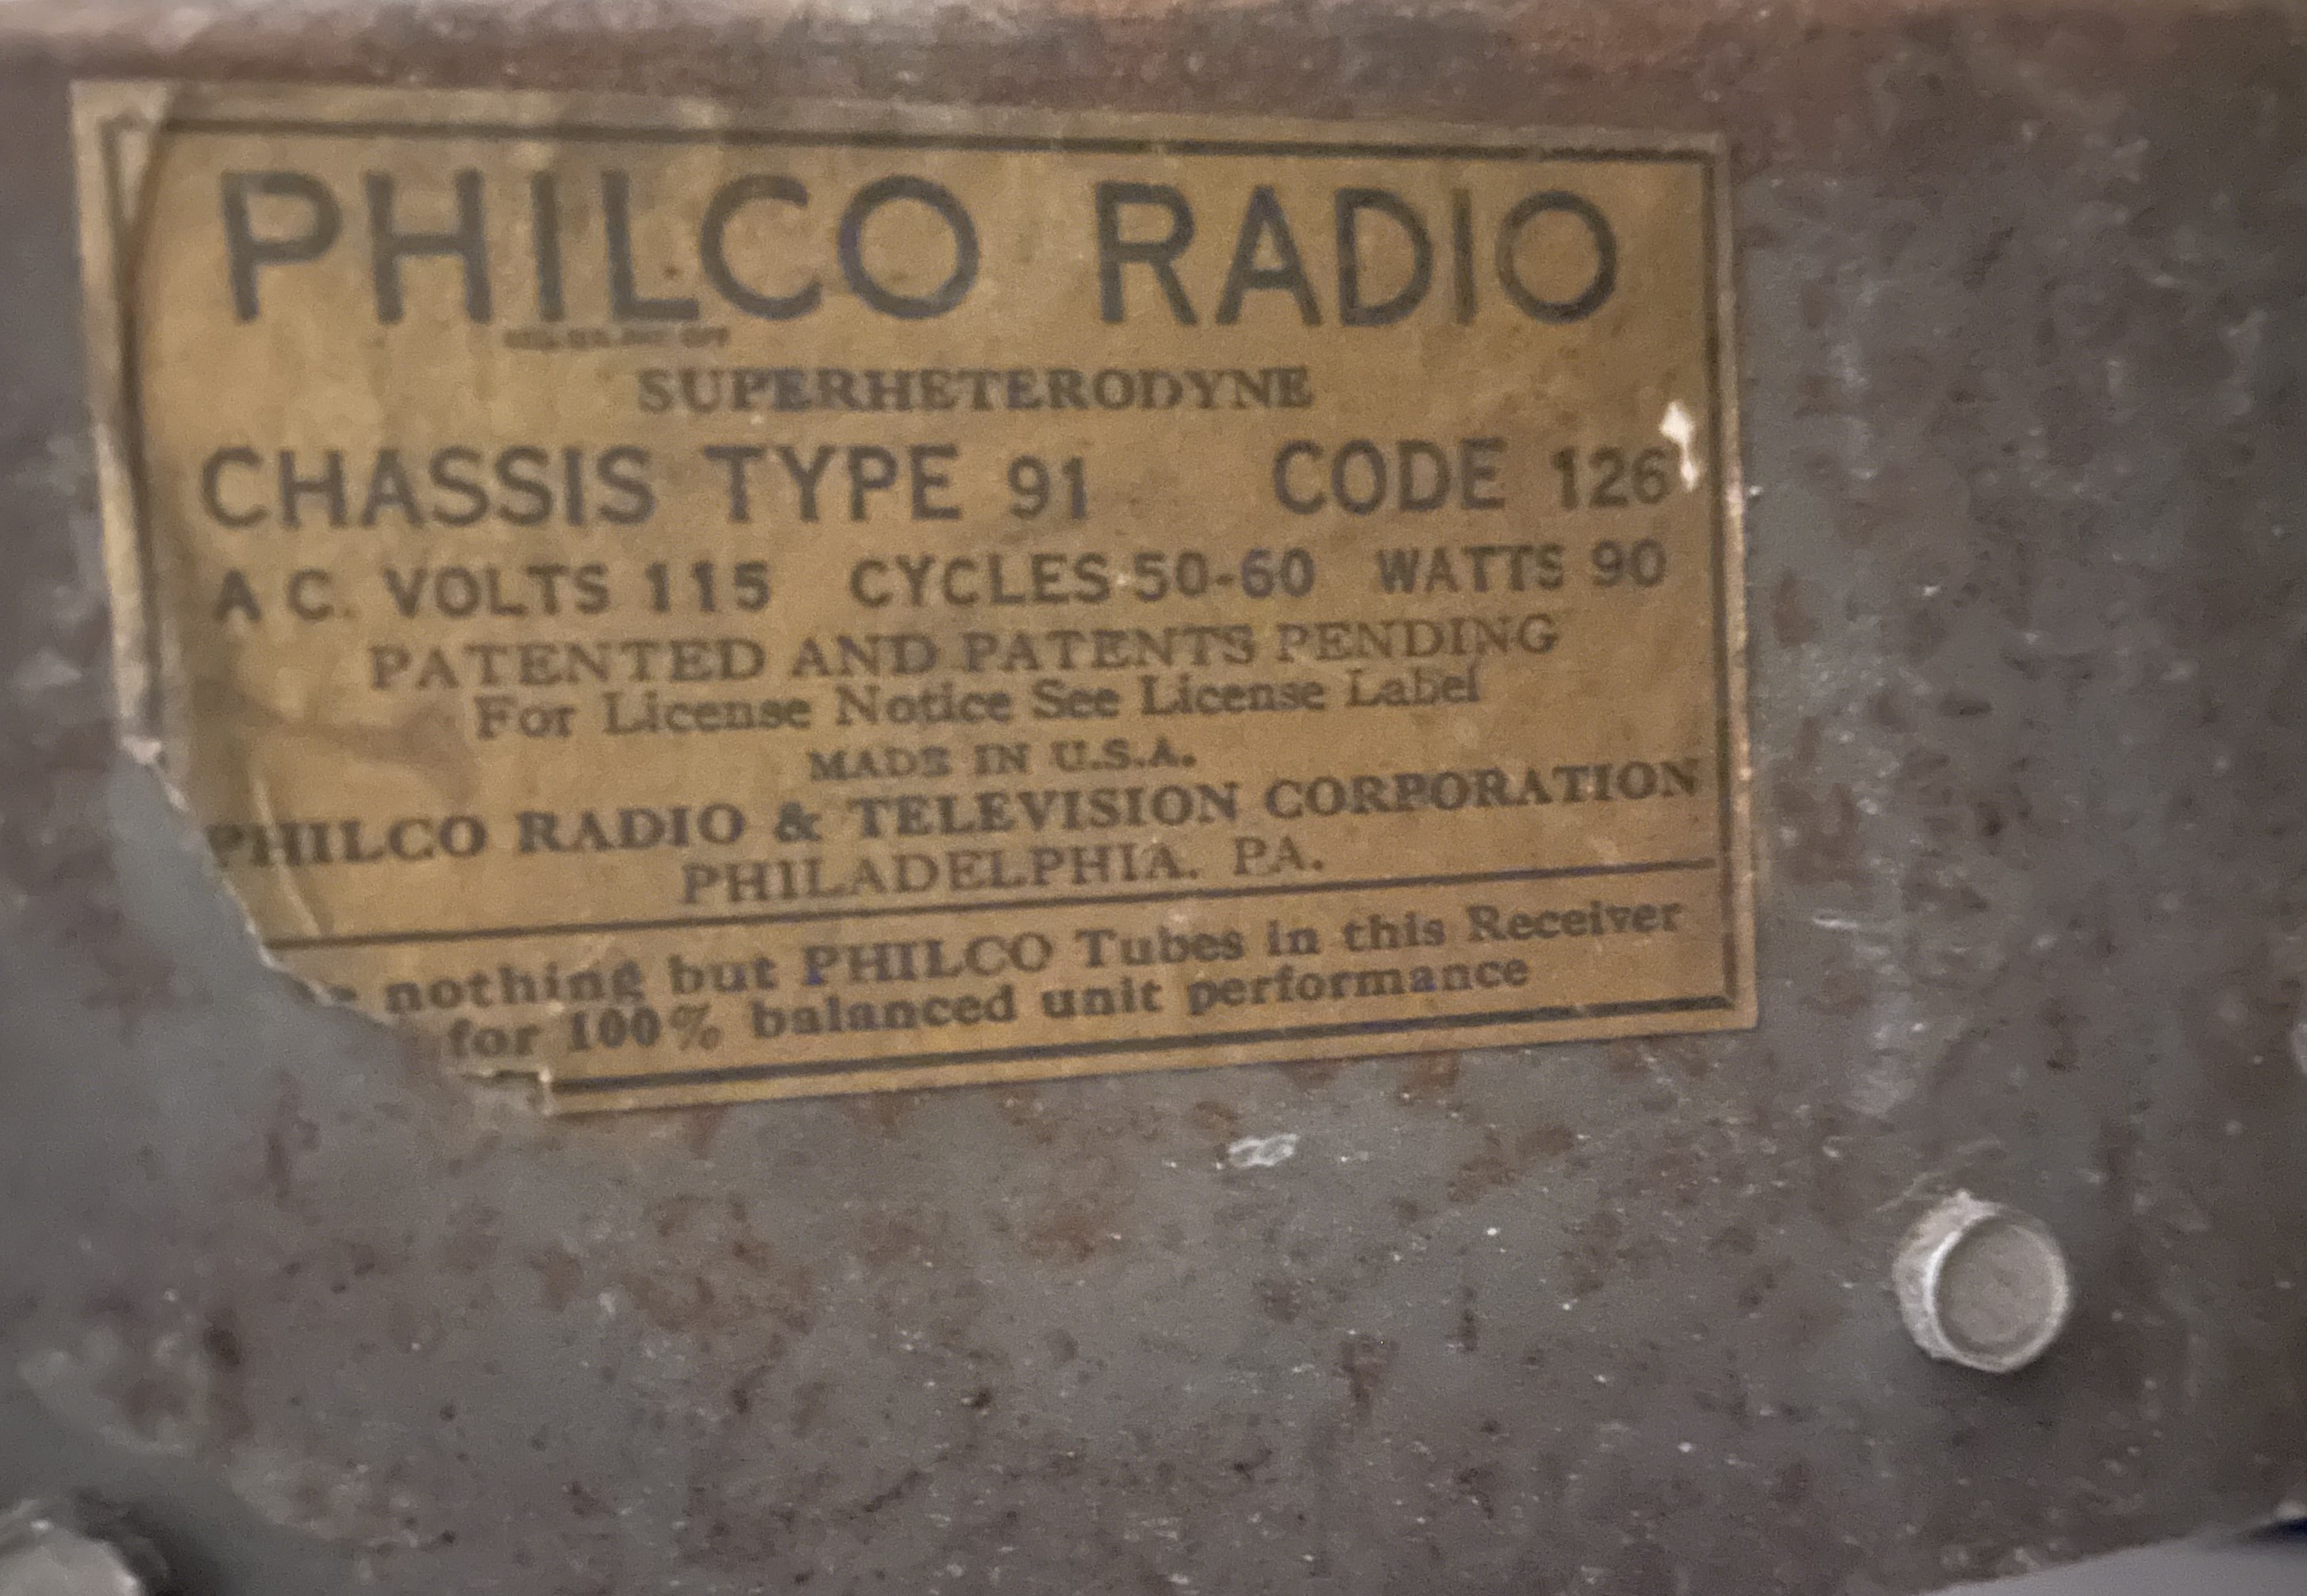 PHILCO RADIO
SUPERHETERODYNE
CHASSIS TYPE 91 CODE 126
A C. VOLTS 115 CYCLES 50-60 WATTS 90
PATENTED AND PATENTS PENDING
For License Notice See License Label
MADE IN U.S.A.
PHILCO RADIO & TELEVISION CORPORATION
PHILADELPHIA. PA.
nothing but PHILCO Tubes in this Receiver
for 100% balanced unit performance